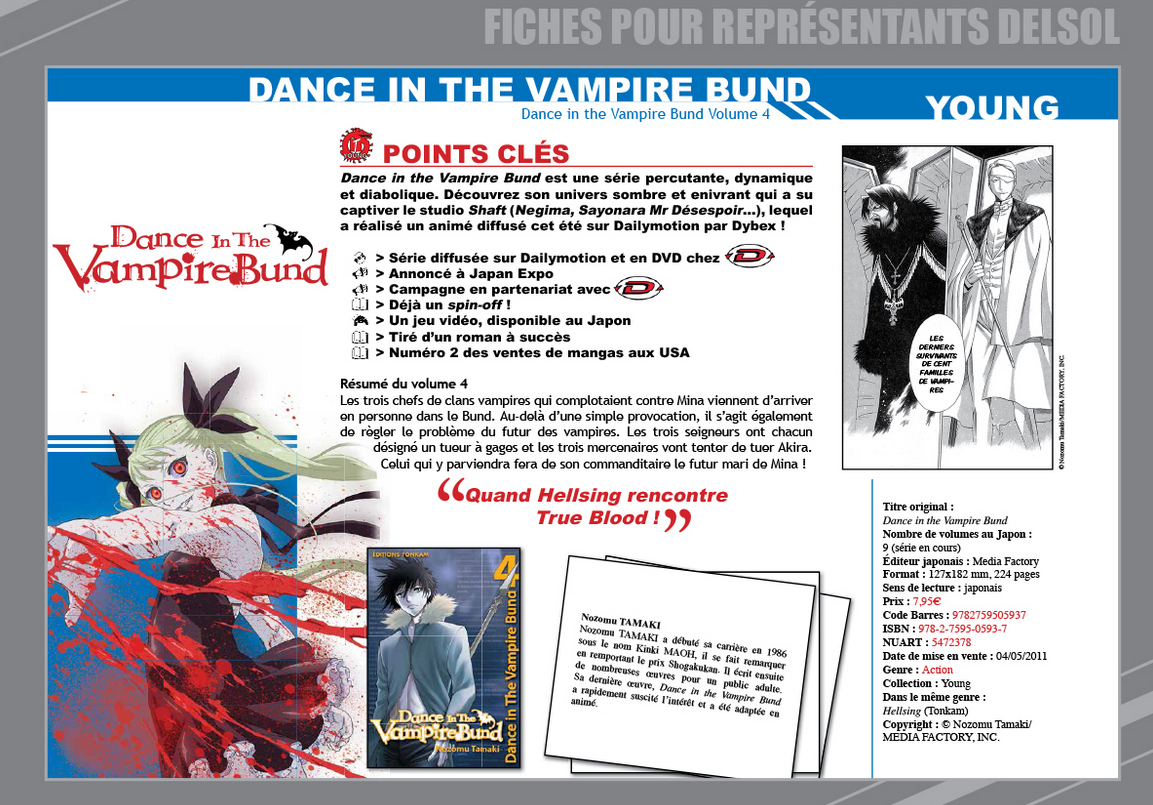 FICHES POUR REPRÉSENTANTS DELSOL
DANCE IN THE VAMPIRE BUND
Dance in the Vampire Bund Volume 4
YOUNG
POINTS CLÉS
Dance in the Vampire Bund est une série percutante, dynamique
et diabolique. Découvrez son univers sombre et enivrant qui a su
captiver le studio Shaft (Negima, Sayonara Mr Désespoir...), lequel
a réalisé un animé diffusé cet été sur Dailymotion par Dybex !
> Série diffusée sur Dailymotion et en DVD chez D
> Annoncé à Japan Expo
> Campagne en partenariat avec D
> Déjà un spin-off !
> Un jeu vidéo, disponible au Japon
> Tiré d'un roman à succès
> Numéro 2 des ventes de mangas aux USA
Dance In The
Vampire Bund
Résumé du volume 4
Les trois chefs de clans vampires qui complotaient contre Mina viennent d'arriver
en personne dans le Bund. Au-delà d'une simple provocation, il s'agit également
de règler le problème du futur des vampires. Les trois seigneurs ont chacun
désigné un tueur à gages et les trois mercenaires vont tenter de tuer Akira.
Celui qui y parviendra fera de son commanditaire le futur mari de Mina !
“Quand Hellsing rencontre
True Blood !”
LES
DERNIERS
SURVIVANTS
DE CENT
FAMILLES
DE VAMPI-
RES
© Nozomu Tamaki/MEDIA FACTORY, INC.
EDITIONS TONKAM
4
Dance in The Vampire Bund
Dance In The
Vampire Bund
Nozomu Tamaki
Nozomu TAMAKI
Nozomu TAMAKI a débuté sa carrière en 1986
sous le nom Kinki MAOH, il se fait remarquer
en remportant le prix Shogakukan. Il écrit ensuite
de nombreuses œuvres pour un public adulte.
Sa dernière œuvre, Dance in the Vampire Bund
a rapidement suscité l'intérêt et a été adaptée en
animé.
Titre original :
Dance in the Vampire Bund
Nombre de volumes au Japon :
9 (série en cours)
Éditeur japonais : Media Factory
Format : 127x182 mm, 224 pages
Sens de lecture : japonais
Prix : 7,95€
Code Barres : 9782759505937
ISBN : 978-2-7595-0593-7
NUART : 5472378
Date de mise en vente : 04/05/2011
Genre : Action
Collection : Young
Dans le même genre :
Hellsing (Tonkam)
Copyright : © Nozomu Tamaki/
MEDIA FACTORY, INC.